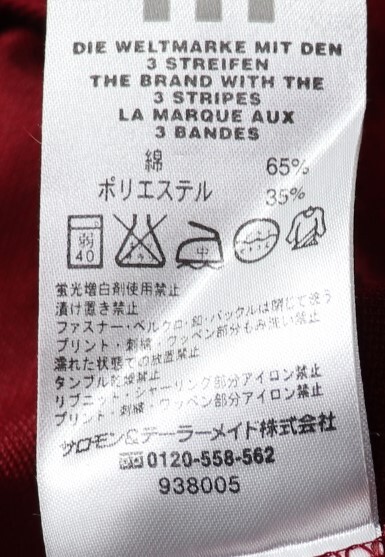 DIE WELTMARKE MIT DEN
3 STREIFEN
THE BRAND WITH THE
3 STRIPES
LA MARQUE AUX
3 BANDES
綿 65%
ポリエステル 35%
弱 40
中
蛍光増白剤使用禁止
漬け置き禁止
ファスナー・ベルクロ・釦・バックルは閉じて洗う
プリント・刺繍・ワッペン部分もみ洗い禁止
濡れた状態での放置禁止
タンブル乾燥禁止
リブニット・シャーリング部分アイロン禁止
プリント・刺繍・ワッペン部分アイロン禁止
サロモン&テーラーメイド株式会社
0120-558-562
938005